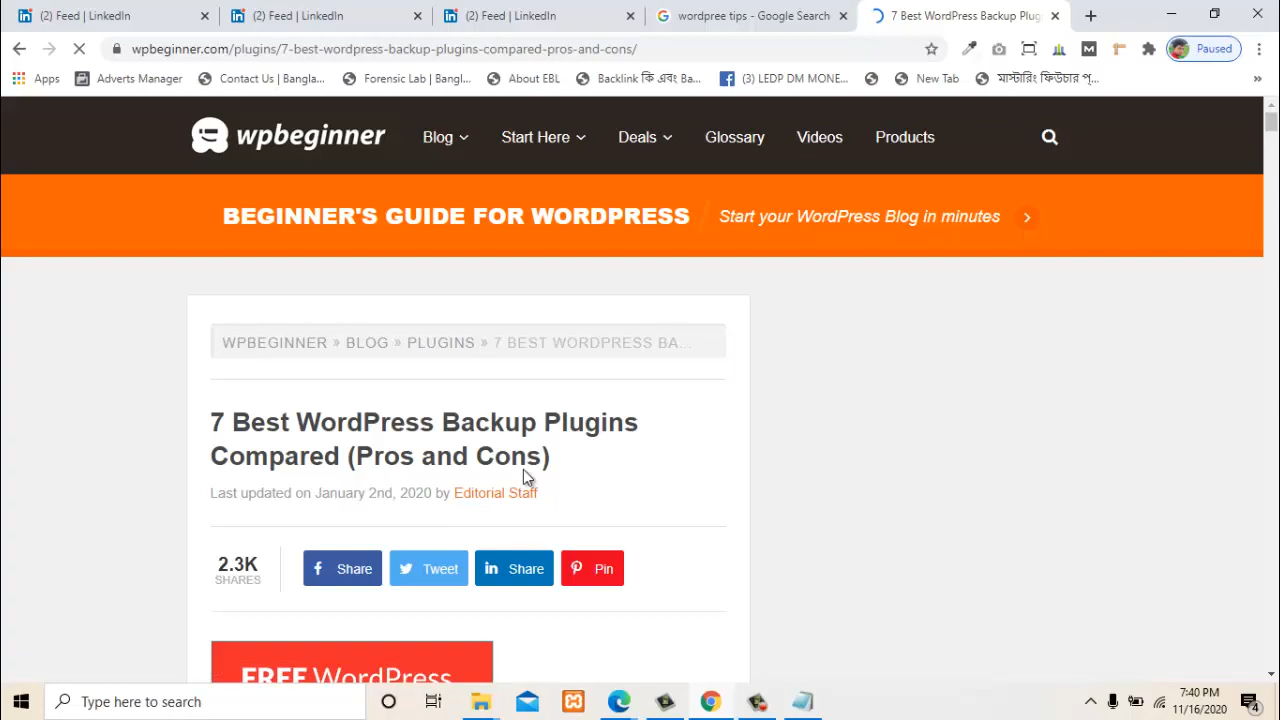 (2) Feed | LinkedIn
(2) Feed | LinkedIn
(2) Feed | LinkedIn
wordpree tips - Google Search
7 Best WordPress Backup Plug
wpbeginner.com/plugins/7-best-wordpress-backup-plugins-compared-pros-and-cons/
Paused
Apps
Adverts Manager
Contact Us | Bangla...
Forensic Lab | Bangl...
About EBL
Backlink কি এবং Ba...
(3) LEDP DM MONE...
New Tab
মাস্টারিং ফিউচার প্...
»
wpbeginner
Blog
Start Here
Deals
Glossary
Videos
Products
BEGINNER'S GUIDE FOR WORDPRESS
Start your WordPress Blog in minutes
WPBEGINNER » BLOG » PLUGINS » 7 BEST WORDPRESS BA...
7 Best WordPress Backup Plugins
Compared (Pros and Cons)
Last updated on January 2nd, 2020 by Editorial Staff
2.3K
SHARES
Share
Tweet
Share
Pin
FREE WordPress
Type here to search
7:40 PM
11/16/2020
4